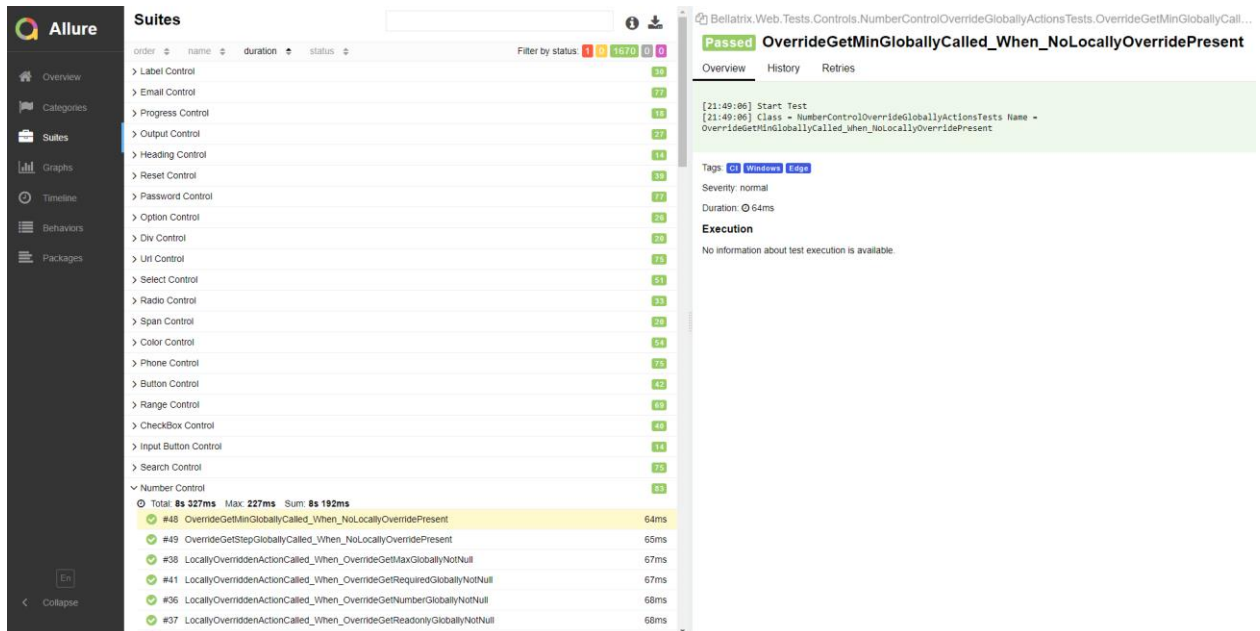 Allure
Overview
Categories
Suites
Graphs
Timeline
Behaviors
Packages
En
Collapse
Suites
order name duration status Filter by status: 1 0 1670 0 0
Label Control
Email Control 77
Progress Control
Output Control 27
Heading Control 14
Reset Control 39
Password Control 77
Option Control
Div Control
Url Control 75
Select Control 51
Radio Control 33
Span Control
Color Control 54
Phone Control 75
Button Control 42
Range Control 69
CheckBox Control
Input Button Control 14
Search Control 75
Number Control 83
Total: 8s 327ms Max: 227ms Sum: 8s 192ms
#48 OverrideGetMinGloballyCalled_When_NoLocallyOverridePresent 64ms
#49 OverrideGetStepGloballyCalled_When_NoLocallyOverridePresent 65ms
#38 LocallyOverriddenActionCalled_When_OverrideGetMaxGloballyNotNull 67ms
#41 LocallyOverriddenActionCalled_When_OverrideGetRequiredGloballyNotNull 67ms
#36 LocallyOverriddenActionCalled_When_OverrideGetNumberGloballyNotNull 68ms
#37 LocallyOverriddenActionCalled_When_OverrideGetReadonlyGloballyNotNull 68ms
Bellatrix.Web.Tests.Controls.NumberControlOverrideGloballyActionsTests.OverrideGetMinGloballyCall...
Passed OverrideGetMinGloballyCalled_When_NoLocallyOverridePresent
Overview History Retries
[21:49:06] Start Test
[21:49:06] Class = NumberControlOverrideGloballyActionsTests Name =
OverrideGetMinGloballyCalled_When_NoLocallyOverridePresent
Tags: CI Windows Edge
Severity: normal
Duration: 64ms
Execution
No information about test execution is available.